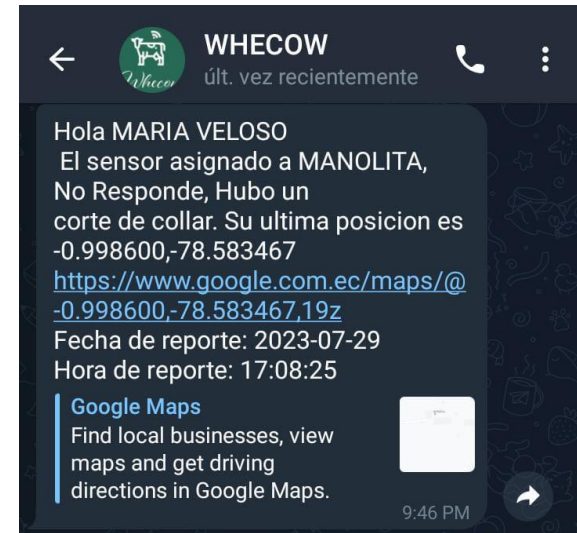 WHECOW
Whecow
últ. vez recientemente
Hola MARIA VELOSO
El sensor asignado a MANOLITA,
No Responde, Hubo un
corte de collar. Su ultima posicion es
-0.998600,-78.583467
https://www.google.com.ec/maps/@
-0.998600,-78.583467,19z
Fecha de reporte: 2023-07-29
Hora de reporte: 17:08:25
Google Maps
Find local businesses, view
maps and get driving
directions in Google Maps.
9:46 PM